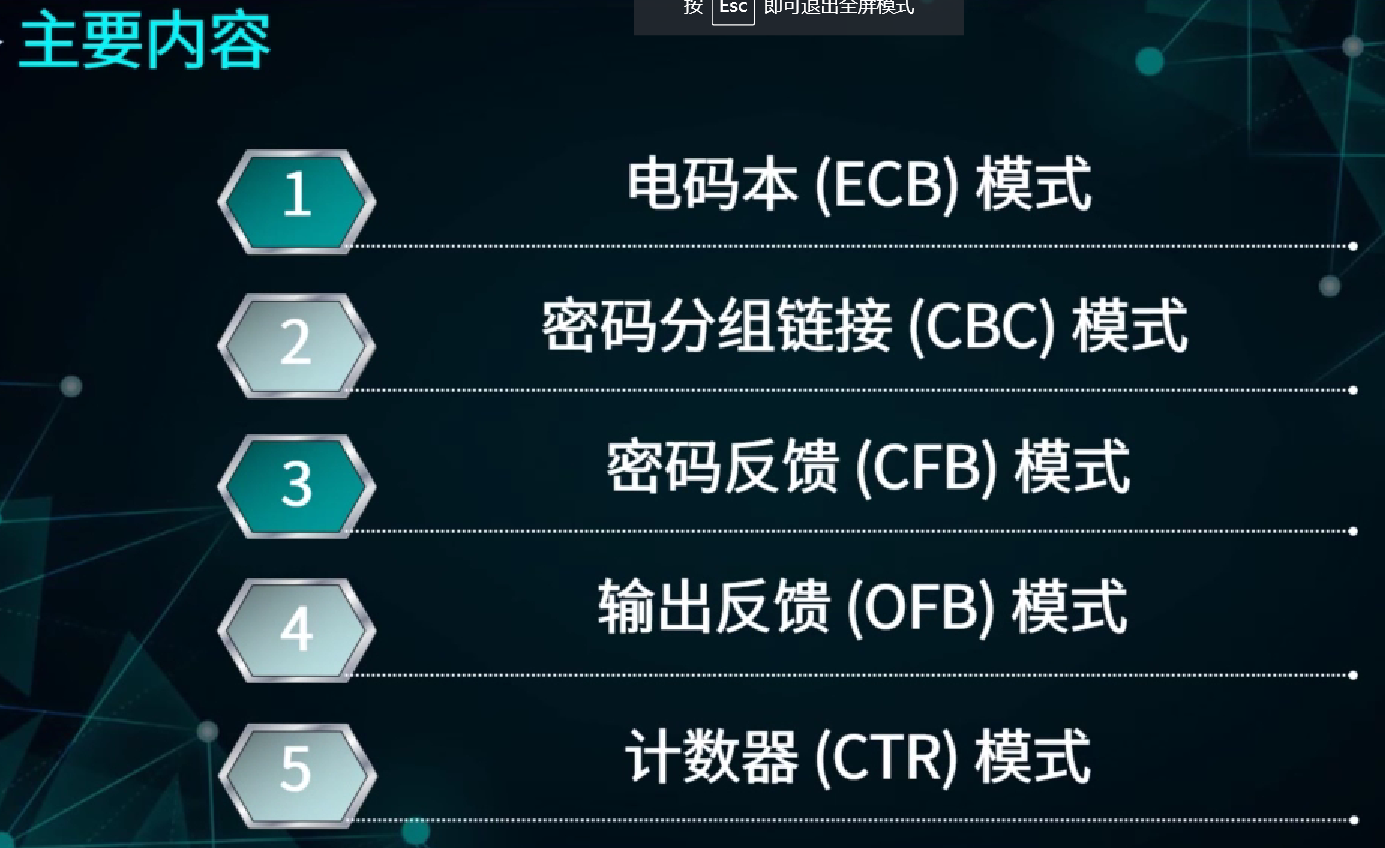 主要内容
按 Esc 即可退出全屏模式
1
电码本 (ECB) 模式
2
密码分组链接 (CBC) 模式
3
密码反馈 (CFB) 模式
4
输出反馈 (OFB) 模式
5
计数器 (CTR) 模式